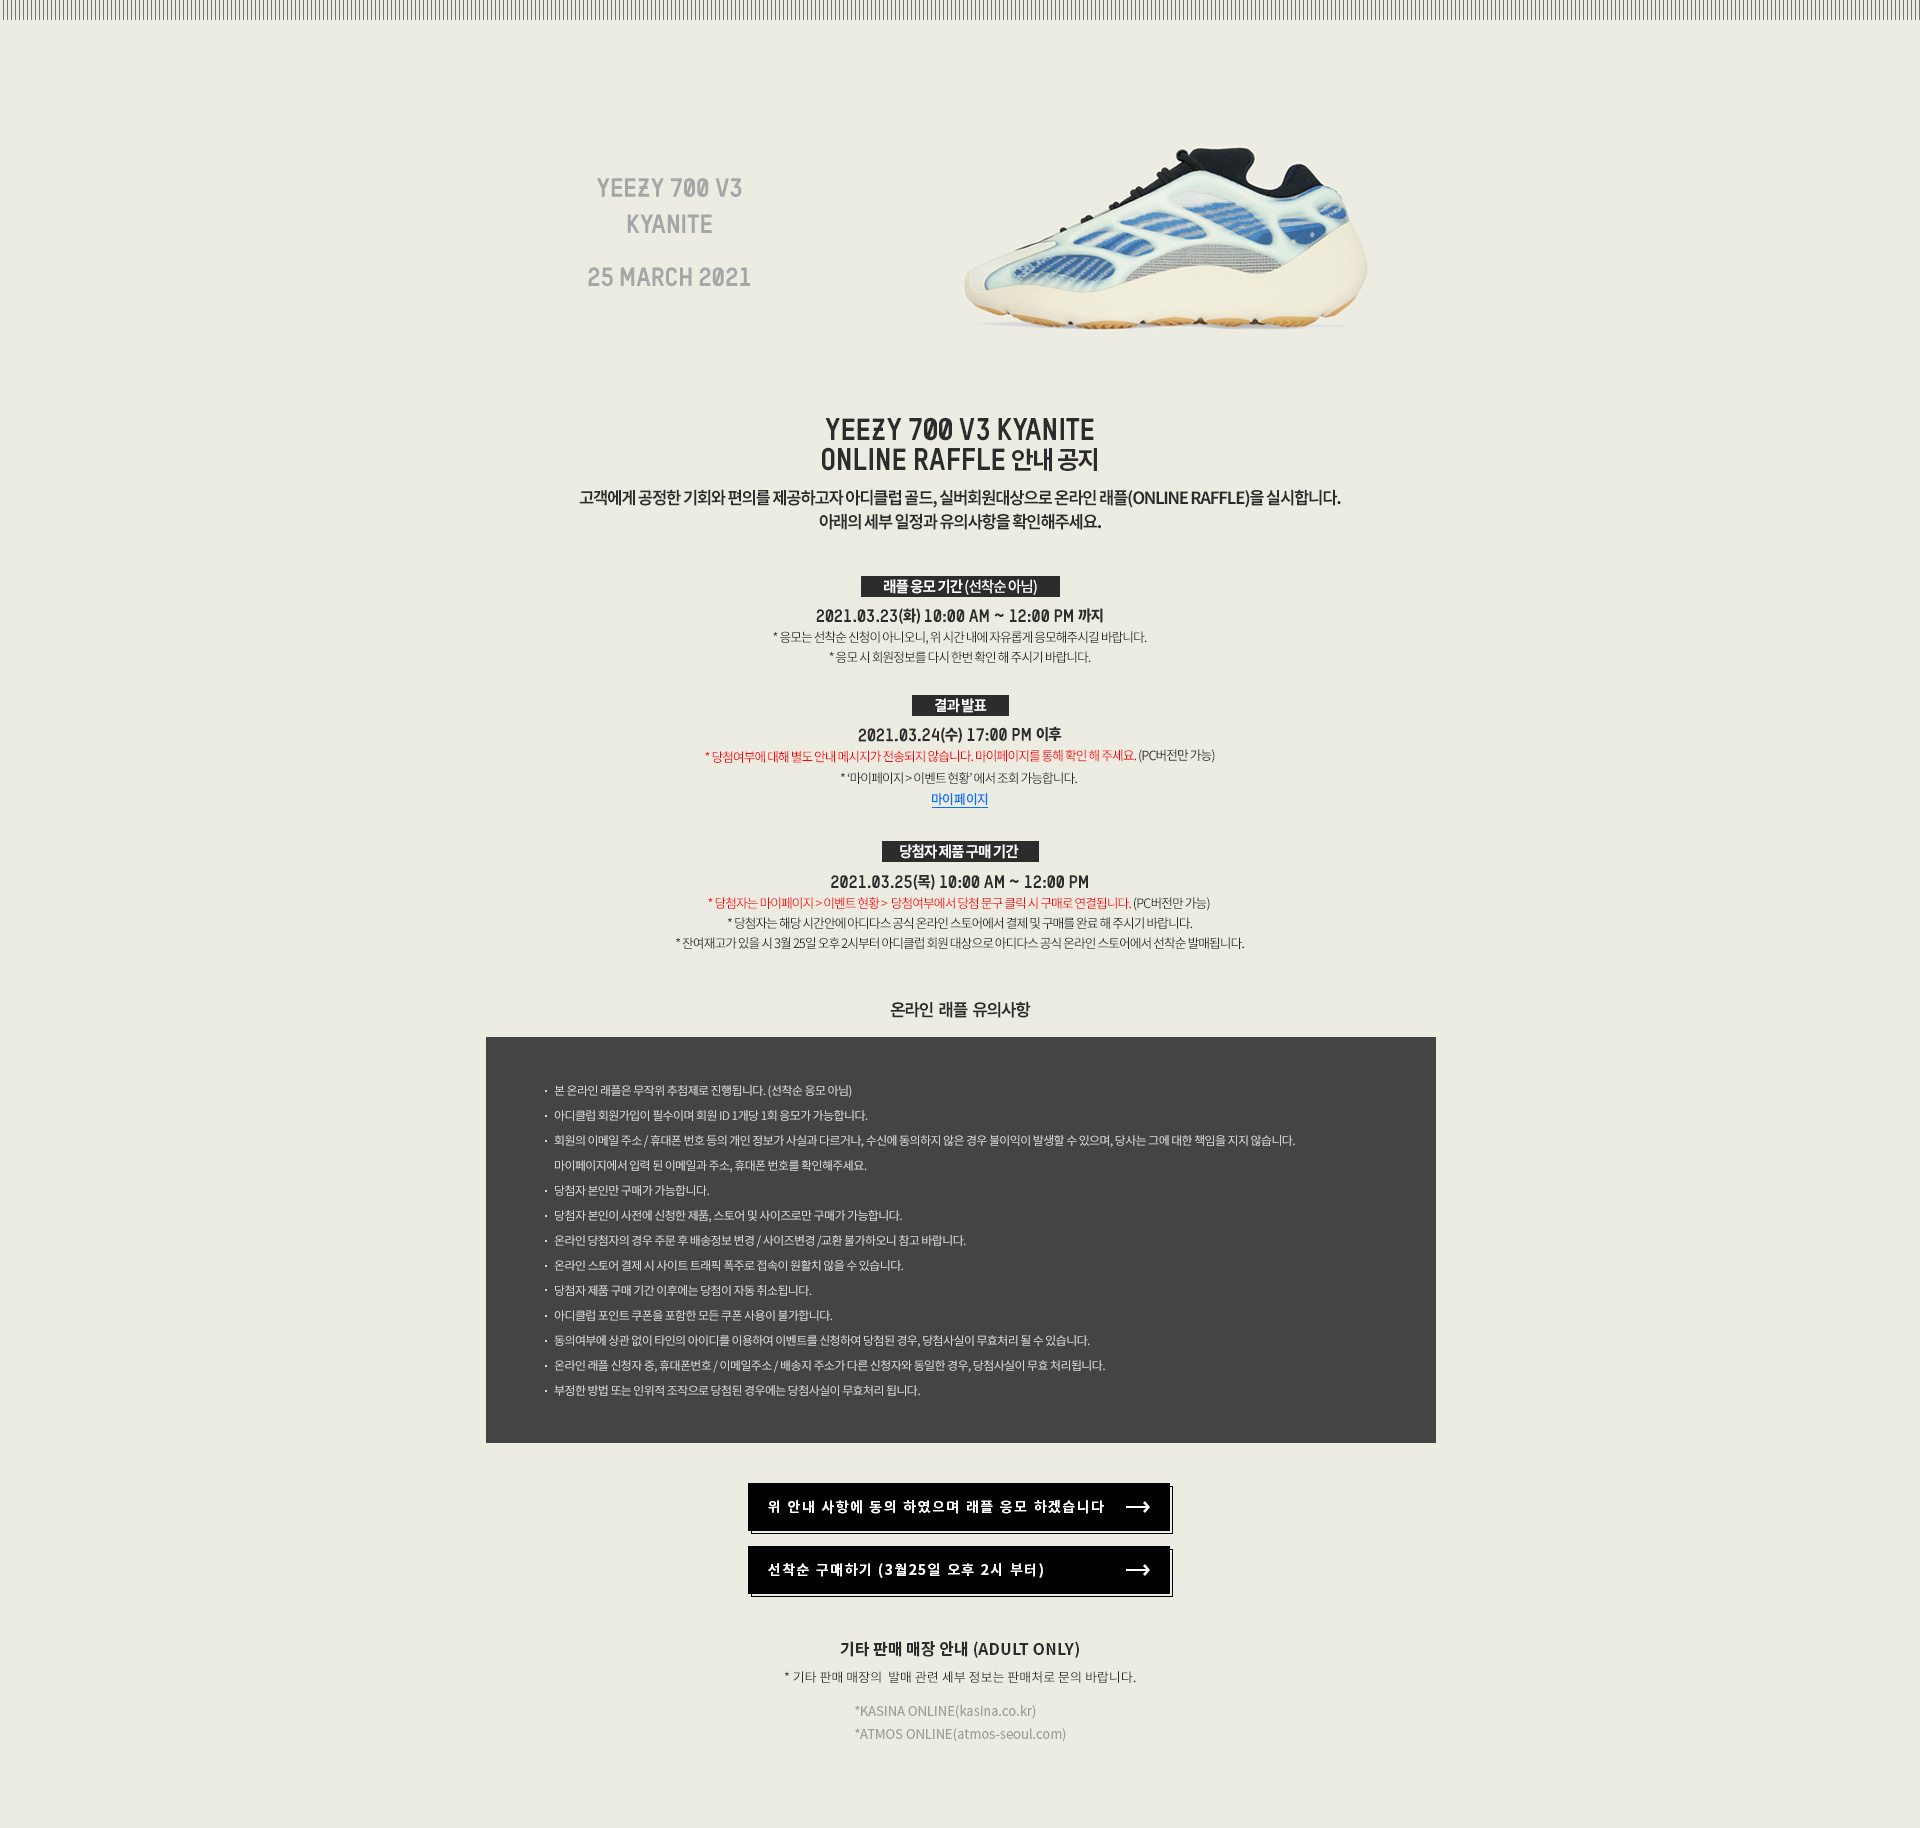 YEEZY 700 V3
KYANITE
25 MARCH 2021
YEEZY 700 V3 KYANITE
ONLINE RAFFLE 안내 공지
고객에게 공정한 기회와 편의를 제공하고자 아디클럽 골드, 실버회원대상으로 온라인 래플(ONLINE RAFFLE)을 실시합니다.
아래의 세부 일정과 유의사항을 확인해주세요.
래플 응모 기간 (선착순 아님)
2021.03.23(화) 10:00 AM ~ 12:00 PM 까지
* 응모는 선착순 신청이 아니오니, 위 시간 내에 자유롭게 응모해주시길 바랍니다.
* 응모 시 회원정보를 다시 한번 확인 해 주시기 바랍니다.
결과 발표
2021.03.24(수) 17:00 PM 이후
* 당첨여부에 대해 별도 안내 메시지가 전송되지 않습니다. 마이페이지를 통해 확인 해 주세요. (PC버전만 가능)
* ‘마이페이지 > 이벤트 현황’ 에서 조회 가능합니다.
마이페이지
당첨자 제품 구매 기간
2021.03.25(목) 10:00 AM ~ 12:00 PM
* 당첨자는 마이페이지 > 이벤트 현황 > 당첨여부에서 당첨 문구 클릭 시 구매로 연결됩니다. (PC버전만 가능)
* 당첨자는 해당 시간안에 아디다스 공식 온라인 스토어에서 결제 및 구매를 완료 해 주시기 바랍니다.
* 잔여재고가 있을 시 3월 25일 오후 2시부터 아디클럽 회원 대상으로 아디다스 공식 온라인 스토어에서 선착순 발매됩니다.
온라인 래플 유의사항
· 본 온라인 래플은 무작위 추첨제로 진행됩니다. (선착순 응모 아님)
· 아디클럽 회원가입이 필수이며 회원 ID 1개당 1회 응모가 가능합니다.
· 회원의 이메일 주소 / 휴대폰 번호 등의 개인 정보가 사실과 다르거나, 수신에 동의하지 않은 경우 불이익이 발생할 수 있으며, 당사는 그에 대한 책임을 지지 않습니다.
마이페이지에서 입력 된 이메일과 주소, 휴대폰 번호를 확인해주세요.
· 당첨자 본인만 구매가 가능합니다.
· 당첨자 본인이 사전에 신청한 제품, 스토어 및 사이즈로만 구매가 가능합니다.
· 온라인 당첨자의 경우 주문 후 배송정보 변경 / 사이즈변경 /교환 불가하오니 참고 바랍니다.
· 온라인 스토어 결제 시 사이트 트래픽 폭주로 접속이 원활치 않을 수 있습니다.
· 당첨자 제품 구매 기간 이후에는 당첨이 자동 취소됩니다.
· 아디클럽 포인트 쿠폰을 포함한 모든 쿠폰 사용이 불가합니다.
· 동의여부에 상관 없이 타인의 아이디를 이용하여 이벤트를 신청하여 당첨된 경우, 당첨사실이 무효처리 될 수 있습니다.
· 온라인 래플 신청자 중, 휴대폰번호 / 이메일주소 / 배송지 주소가 다른 신청자와 동일한 경우, 당첨사실이 무효 처리됩니다.
· 부정한 방법 또는 인위적 조작으로 당첨된 경우에는 당첨사실이 무효처리 됩니다.
위 안내 사항에 동의 하였으며 래플 응모 하겠습니다
선착순 구매하기 (3월25일 오후 2시 부터)
기타 판매 매장 안내 (ADULT ONLY)
* 기타 판매 매장의 발매 관련 세부 정보는 판매처로 문의 바랍니다.
*KASINA ONLINE(kasina.co.kr)
*ATMOS ONLINE(atmos-seoul.com)